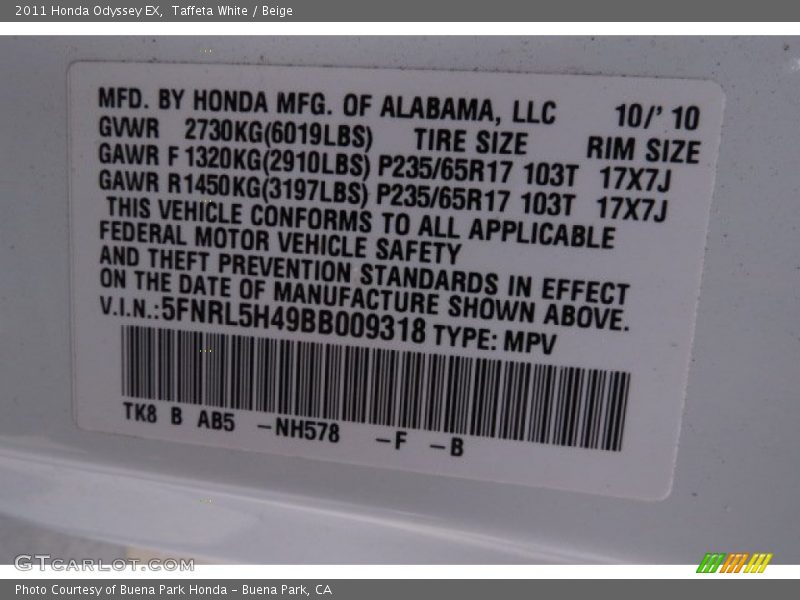 2011 Honda Odyssey EX, Taffeta White / Beige
MFD. BY HONDA MFG. OF ALABAMA, LLC 10/' 10
GVWR 2730KG(6019LBS) TIRE SIZE RIM SIZE
GAWR F 1320KG(2910LBS) P235/65R17 103T 17X7J
GAWR R1450KG(3197LBS) P235/65R17 103T 17X7J
THIS VEHICLE CONFORMS TO ALL APPLICABLE
FEDERAL MOTOR VEHICLE SAFETY
AND THEFT PREVENTION STANDARDS IN EFFECT
ON THE DATE OF MANUFACTURE SHOWN ABOVE.
V.I.N.:5FNRL5H49BB009318 TYPE: MPV
TK8 B AB5 -NH578 -F -B
GTCARLOT.COM
Photo Courtesy of Buena Park Honda - Buena Park, CA